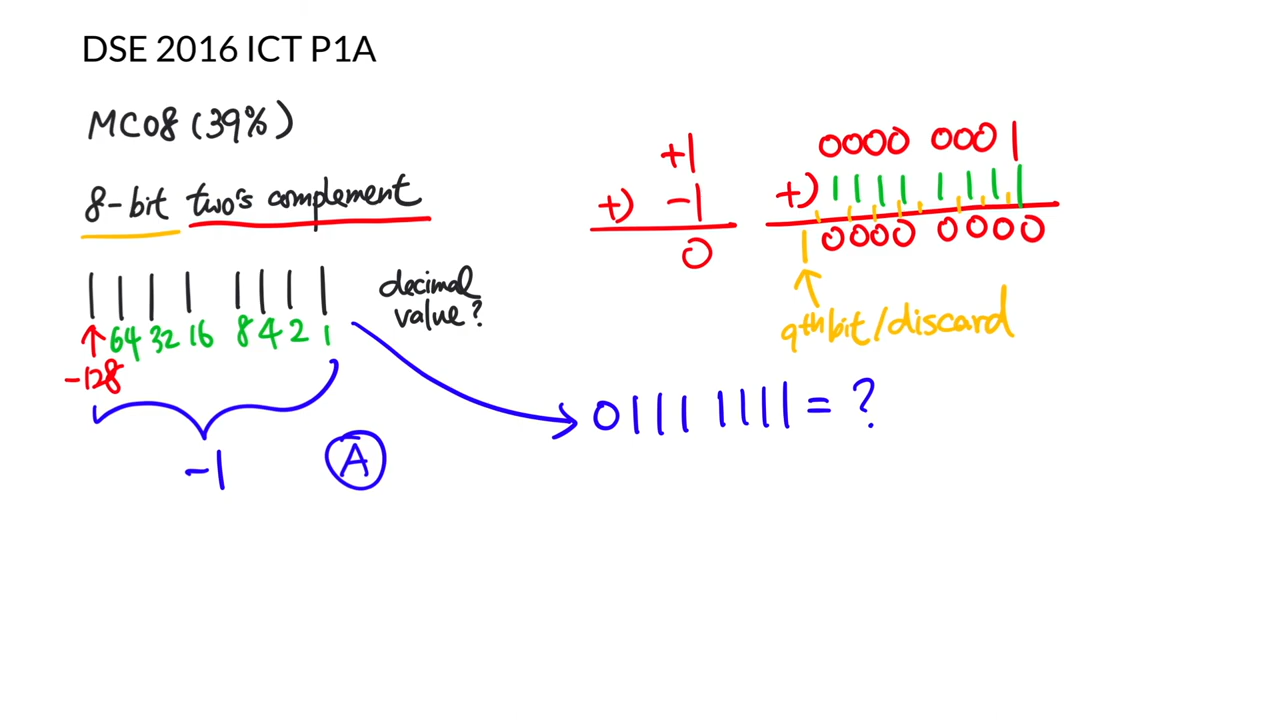 DSE 2016 ICT P1A
MC08 (39%)
8-bit two's complement
1111 1111 decimal value?
↑ 64 32 16 8 4 2 1
-128
-1
A
+1
+) -1
0
0000 0001
+) 1111 1111
1 0000 0000
↑
9th bit/discard
0111 1111 = ?